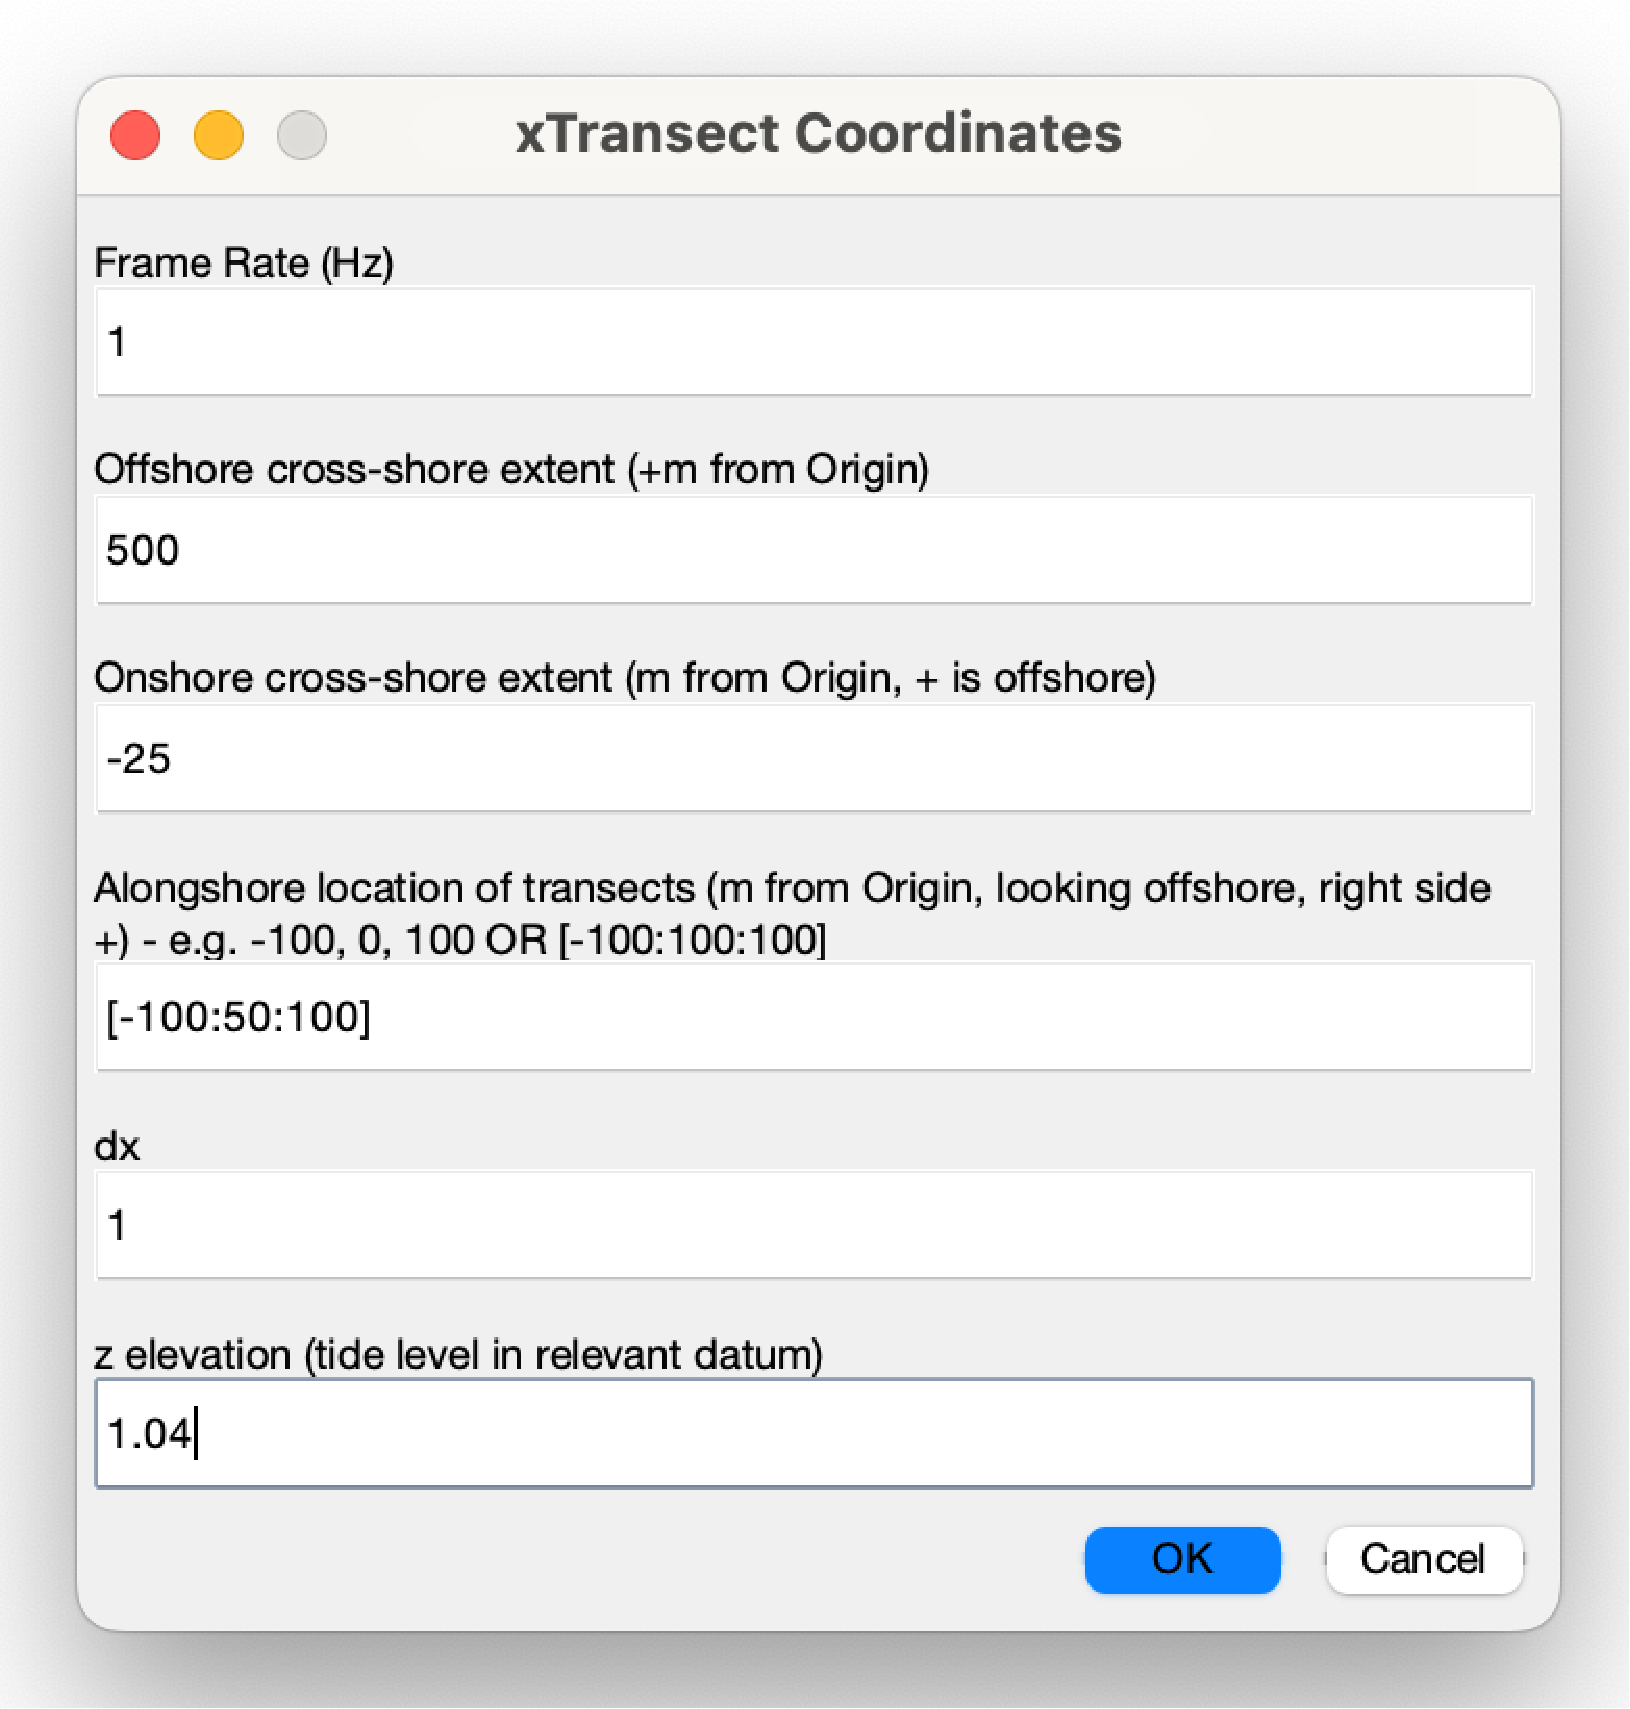 xTransect Coordinates
Frame Rate (Hz)
1
Offshore cross-shore extent (+m from Origin)
500
Onshore cross-shore extent (m from Origin, + is offshore)
-25
Alongshore location of transects (m from Origin, looking offshore, right side
+) - e.g. -100, 0, 100 OR [-100:100:100]
[-100:50:100]
dx
1
z elevation (tide level in relevant datum)
1.04
OK Cancel